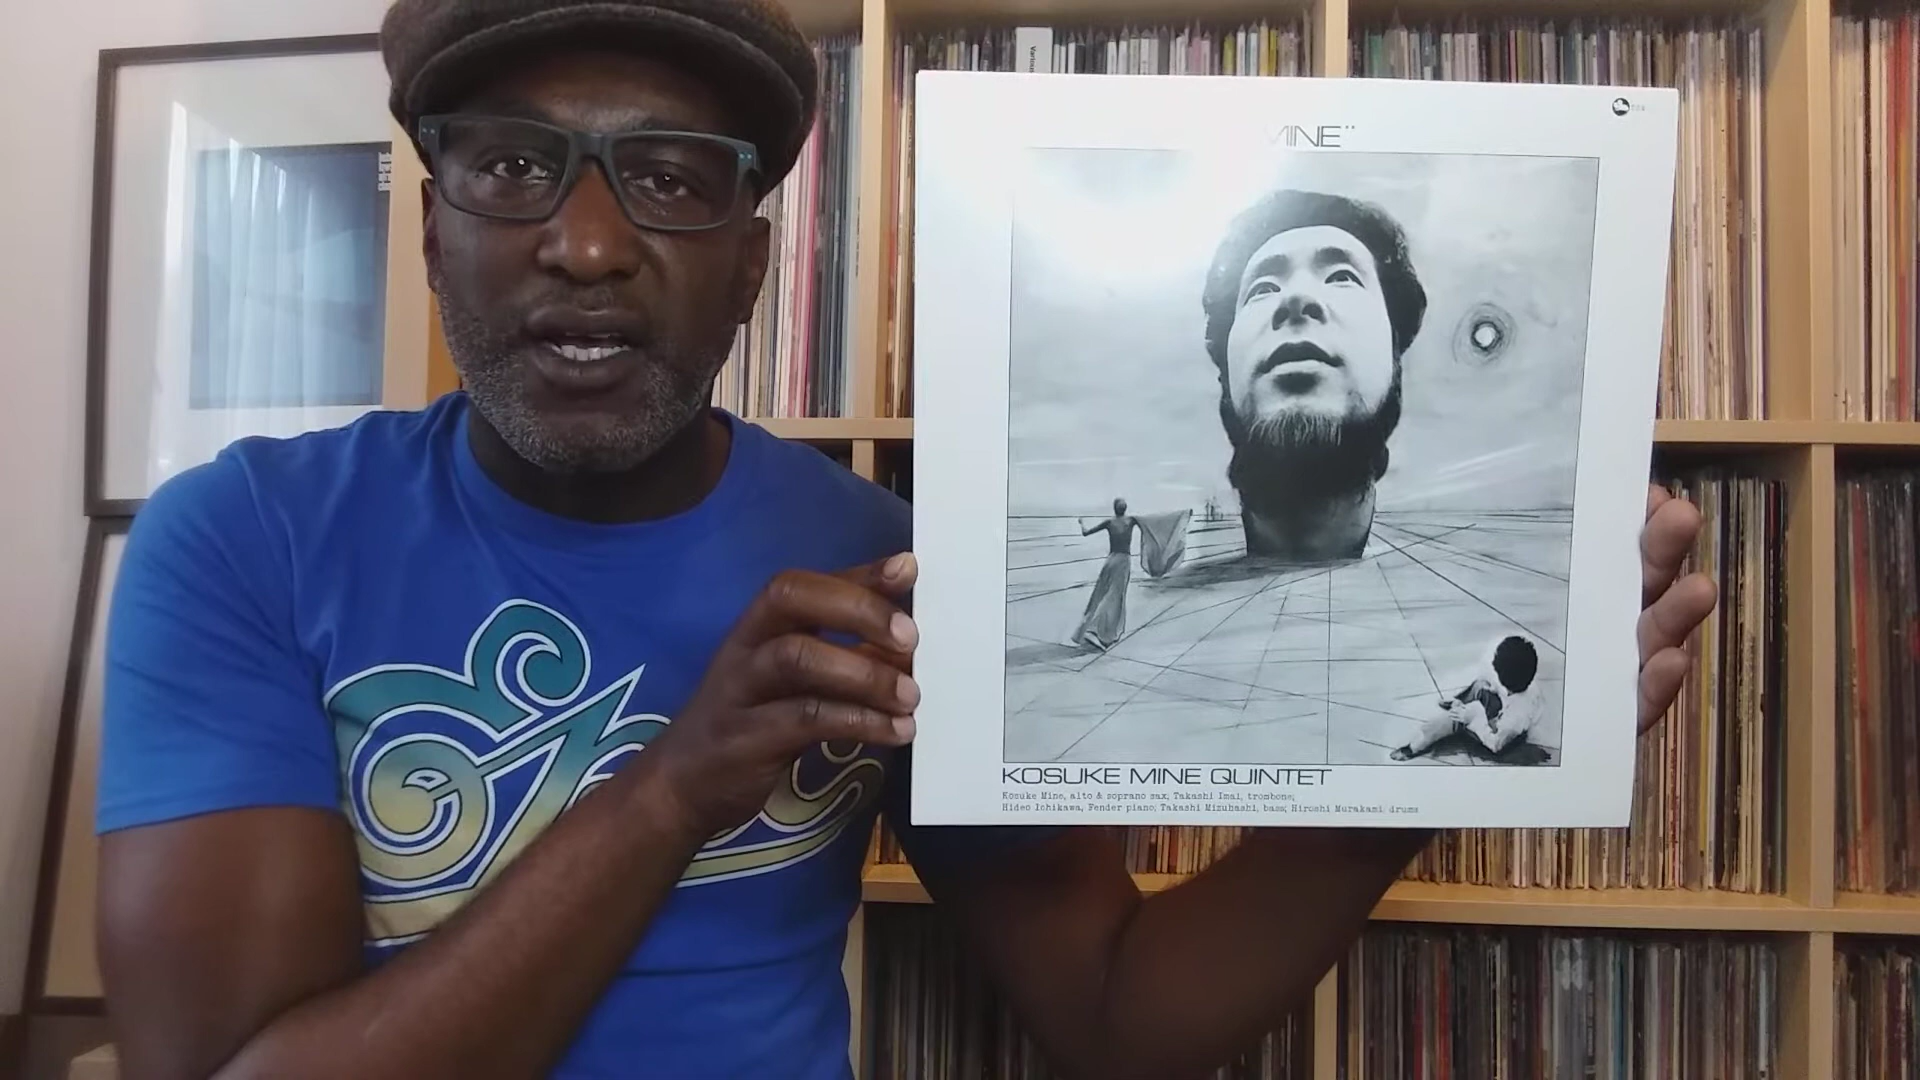 Various
MINE"
KOSUKE MINE QUINTET
Kosuke Mine, alto & soprano sax; Takashi Imai, trombone;
Hideo Ichikawa, Fender piano; Takashi Mizuhashi, bass; Hiroshi Murakami, drums